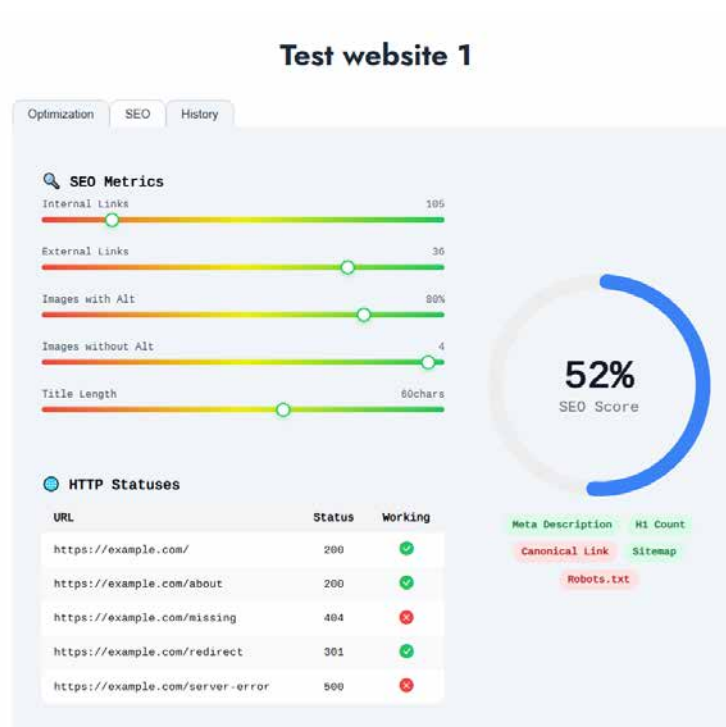 Test website 1
Optimization SEO History
SEO Metrics
Internal Links 105
External Links 36
Images with Alt 80%
Images without Alt 4
Title Length 60chars
52%
SEO Score
HTTP Statuses
URL Status Working
https://example.com/ 200
https://example.com/about 200
https://example.com/missing 404
https://example.com/redirect 301
https://example.com/server-error 500
Meta Description H1 Count
Canonical Link Sitemap
Robots.txt